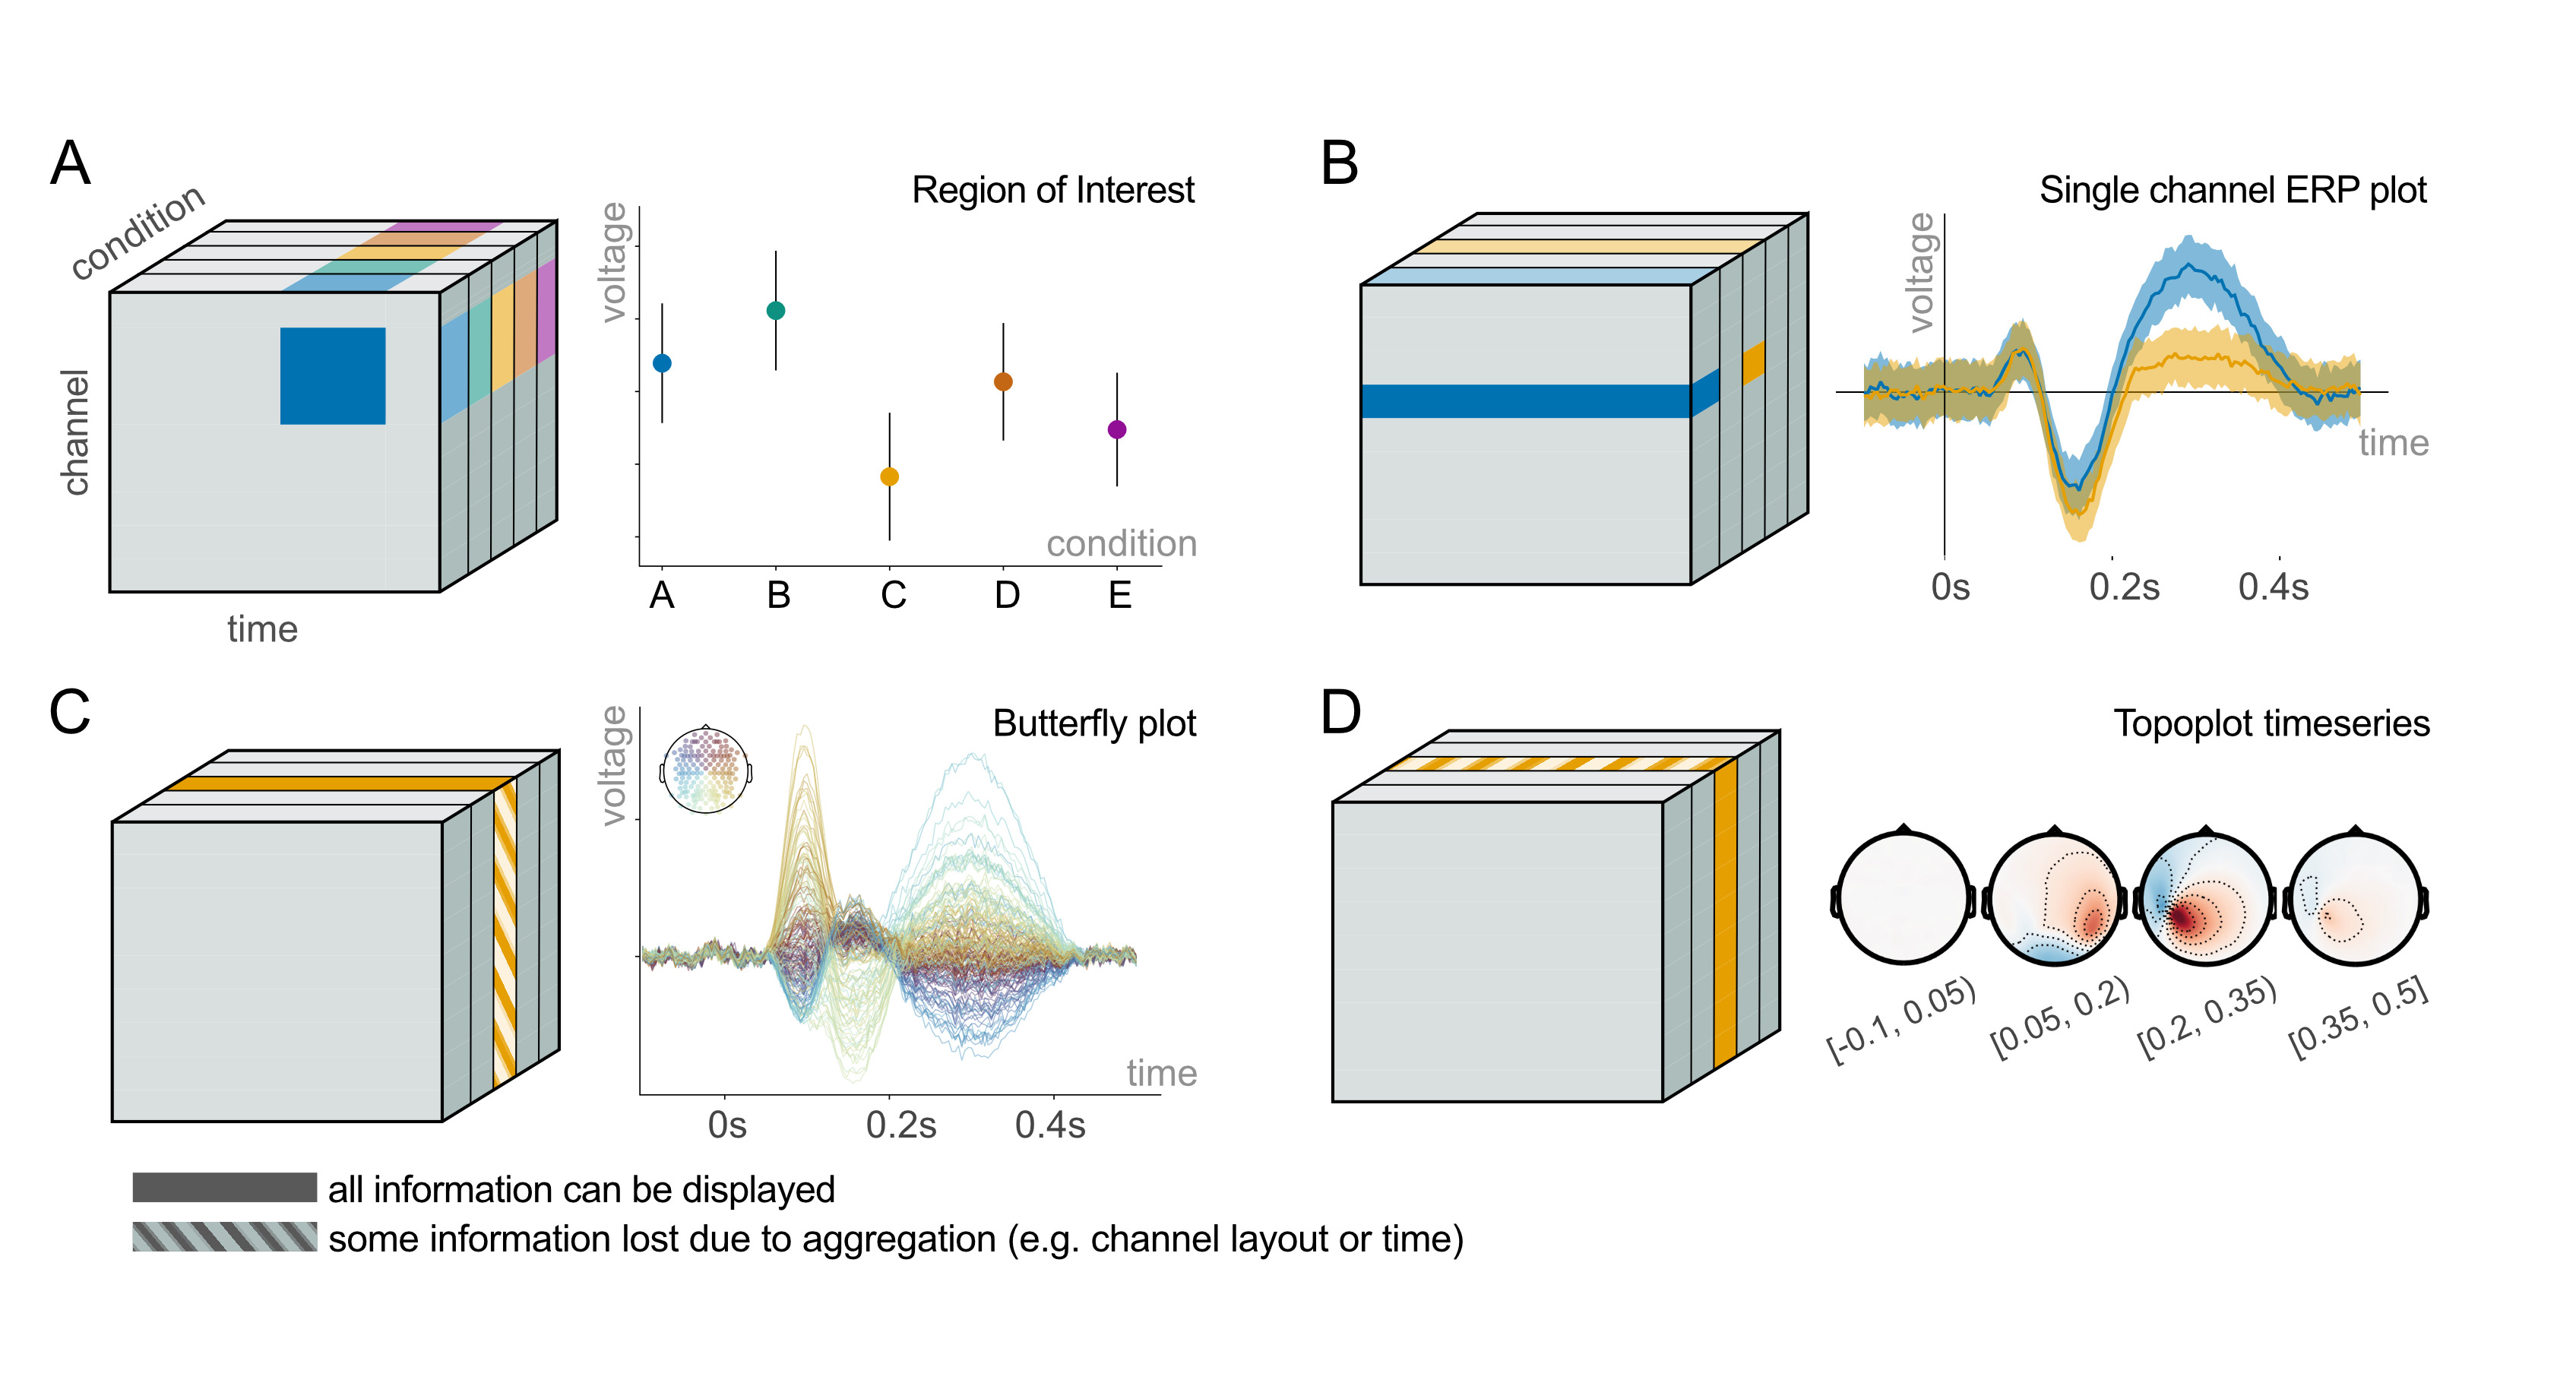 A
condition
channel
time
Region of Interest
voltage
condition
A B C D E
B
Single channel ERP plot
voltage
time
0s 0.2s 0.4s
C
Butterfly plot
voltage
time
0s 0.2s 0.4s
D
Topoplot timeseries
[-0.1, 0.05) [0.05, 0.2) [0.2, 0.35) [0.35, 0.5]
all information can be displayed
some information lost due to aggregation (e.g. channel layout or time)